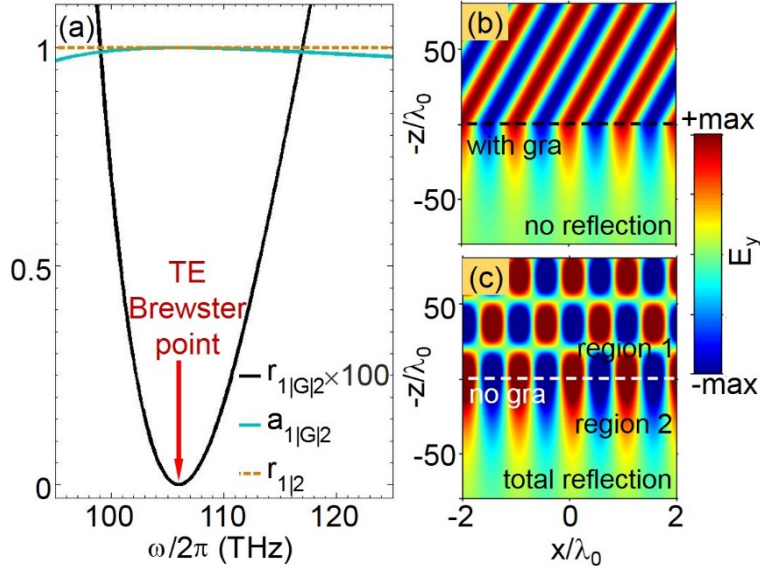 (a)
1
0.5
0
TE
Brewster
point
r1|G|2×100
a1|G|2
r1|2
100
110
120
ω/2π (THz)
(b)
50
0
-50
-z/λ0
with gra
no reflection
(c)
50
0
-50
-z/λ0
region 1
no gra
region 2
total reflection
-2
0
2
x/λ0
+max
-max
Ey